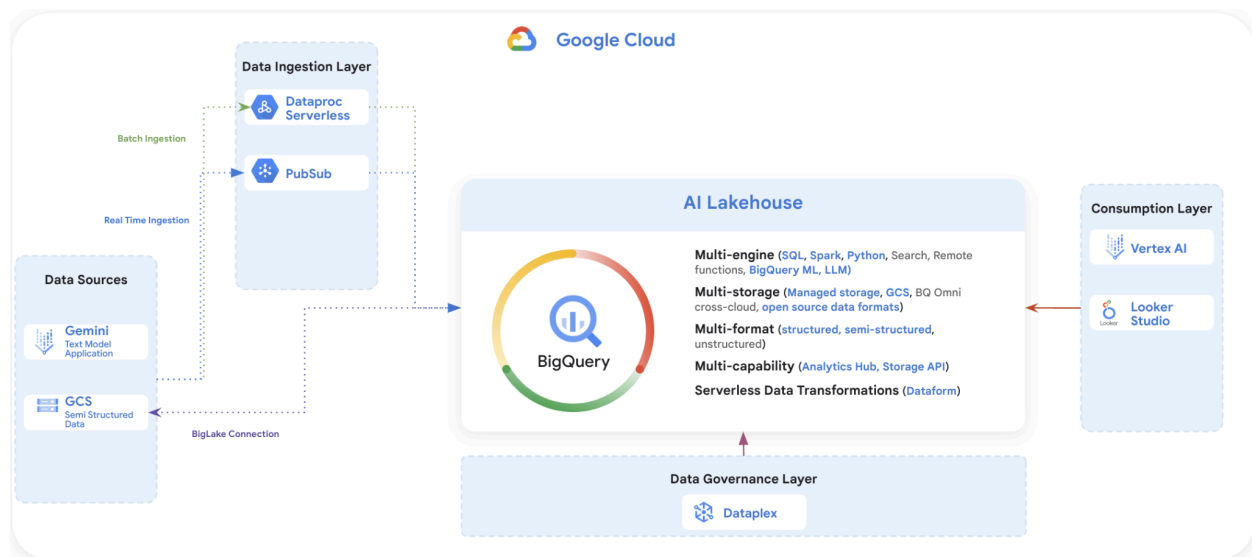 Google Cloud
Data Ingestion Layer
Dataproc
Serverless
Batch Ingestion
PubSub
Real Time Ingestion
Data Sources
Gemini
Text Model
Application
GCS
Semi Structured
Data
BigLake Connection
AI Lakehouse
BigQuery
Multi-engine (SQL, Spark, Python, Search, Remote
functions, BigQuery ML, LLM)
Multi-storage (Managed storage, GCS, BQ Omni
cross-cloud, open source data formats)
Multi-format (structured, semi-structured,
unstructured)
Multi-capability (Analytics Hub, Storage API)
Serverless Data Transformations (Dataform)
Consumption Layer
Vertex AI
Looker
Looker
Studio
Data Governance Layer
Dataplex